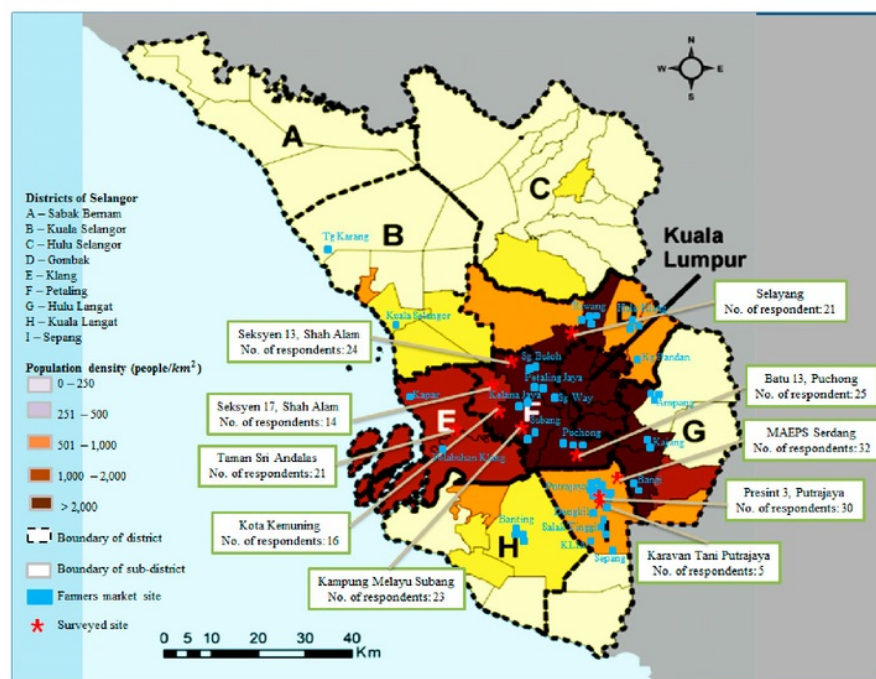 N
W E
S
A
B
C
D
E
F
G
H
Kuala
Lumpur
Districts of Selangor
A – Sabak Bernam
B – Kuala Selangor
C – Hulu Selangor
D – Gombak
E – Klang
F – Petaling
G – Hulu Langat
H – Kuala Langat
I – Sepang
Population density (people/km²)
0 – 250
251 – 500
501 – 1,000
1,000 – 2,000
> 2,000
Boundary of district
Boundary of sub-district
Farmers market site
Surveyed site
Tg Karang
Kuala Selangor
Kapar
Sg Buloh
Petaling Jaya
Kelana Jaya
Sg Way
Subang
Puchong
Pelabuhan Klang
Ampang
Kajang
Bangi
Putrajaya
Dengkil
Salak Tinggi
KLIA
Sepang
Banting
Selayang
No. of respondents: 21
Seksyen 13, Shah Alam
No. of respondents: 24
Batu 13, Puchong
No. of respondents: 25
Seksyen 17, Shah Alam
No. of respondents: 14
MAEPS Serdang
No. of respondents: 32
Taman Sri Andalas
No. of respondents: 21
Presint 3, Putrajaya
No. of respondents: 30
Kota Kemuning
No. of respondents: 16
Karavan Tani Putrajaya
No. of respondents: 5
Kampung Melayu Subang
No. of respondents: 23
0 5 10 20 30 40
Km